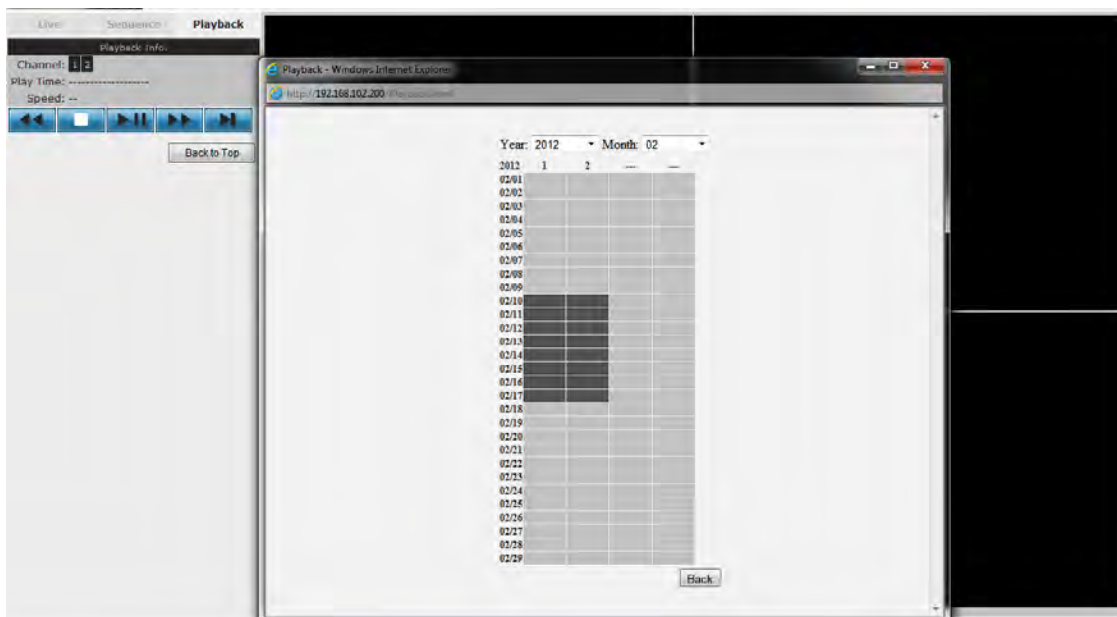 Live Sequence Playback
Playback Info.
Channel: 1 2
Play Time: -------------------
Speed: --
Back to Top
Playback - Windows Internet Explorer
http://192.168.102.200/
Year: 2012 Month: 02
2012 1 2 --- ---
02/01
02/02
02/03
02/04
02/05
02/06
02/07
02/08
02/09
02/10
02/11
02/12
02/13
02/14
02/15
02/16
02/17
02/18
02/19
02/20
02/21
02/22
02/23
02/24
02/25
02/26
02/27
02/28
02/29
Back